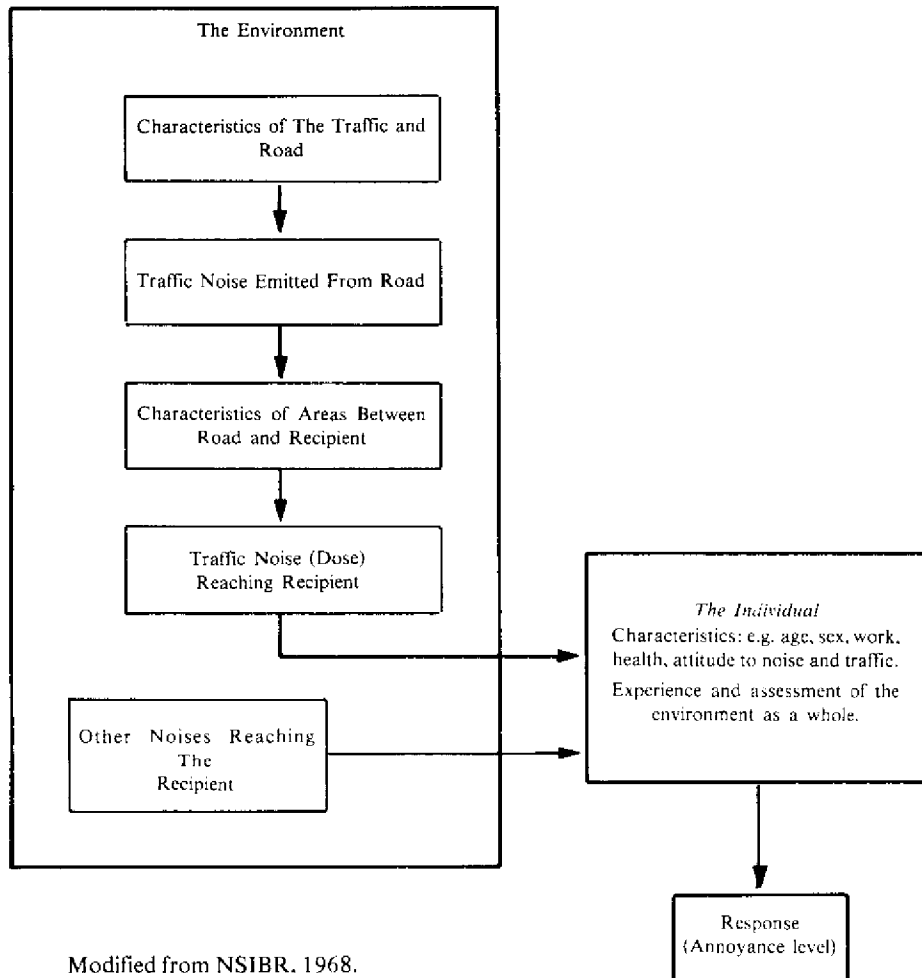 The Environment
Characteristics of The Traffic and
Road
Traffic Noise Emitted From Road
Characteristics of Areas Between
Road and Recipient
Traffic Noise (Dose)
Reaching Recipient
Other Noises Reaching
The
Recipient
The Individual
Characteristics: e.g. age, sex, work,
health, attitude to noise and traffic.
Experience and assessment of the
environment as a whole.
Response
(Annoyance level)
Modified from NSIBR, 1968.